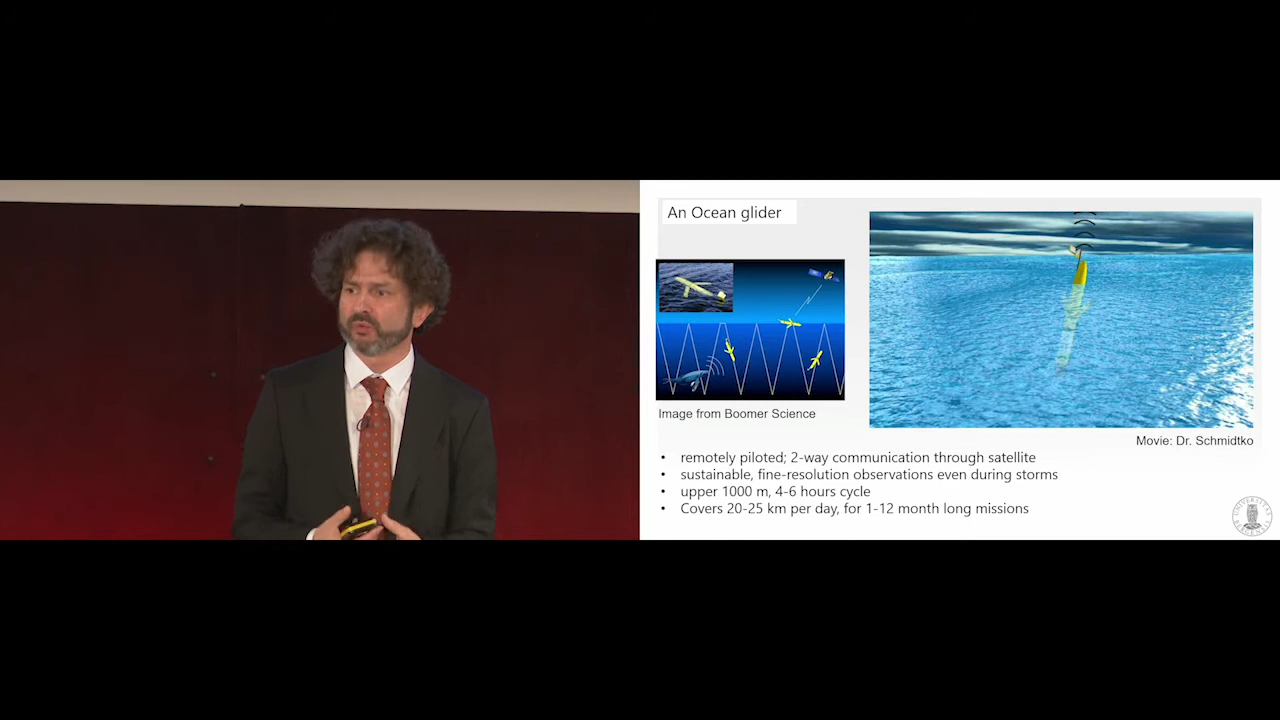 An Ocean glider
Image from Boomer Science
Movie: Dr. Schmidtko
• remotely piloted; 2-way communication through satellite
• sustainable, fine-resolution observations even during storms
• upper 1000 m, 4-6 hours cycle
• Covers 20-25 km per day, for 1-12 month long missions